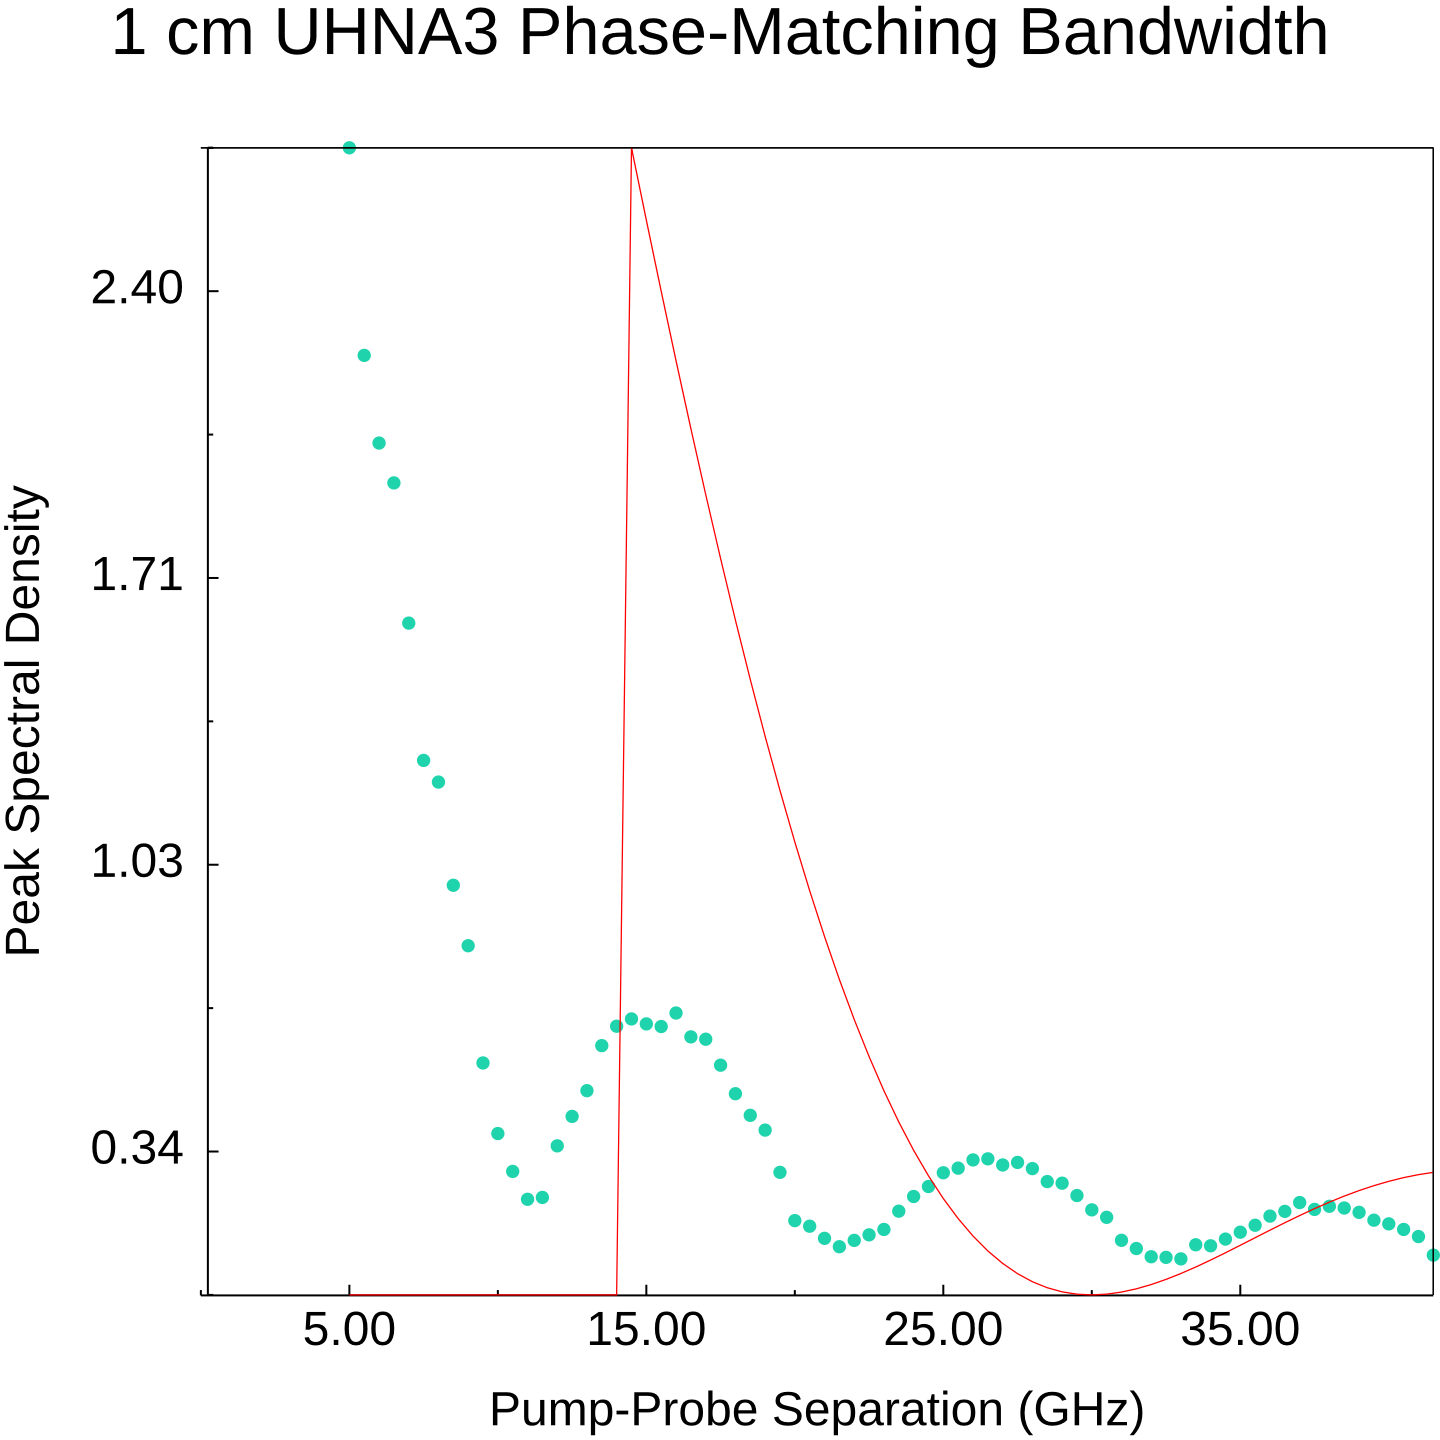 1 cm UHNA3 Phase-Matching Bandwidth
Peak Spectral Density
2.40
1.71
1.03
0.34
5.00 15.00 25.00 35.00
Pump-Probe Separation (GHz)